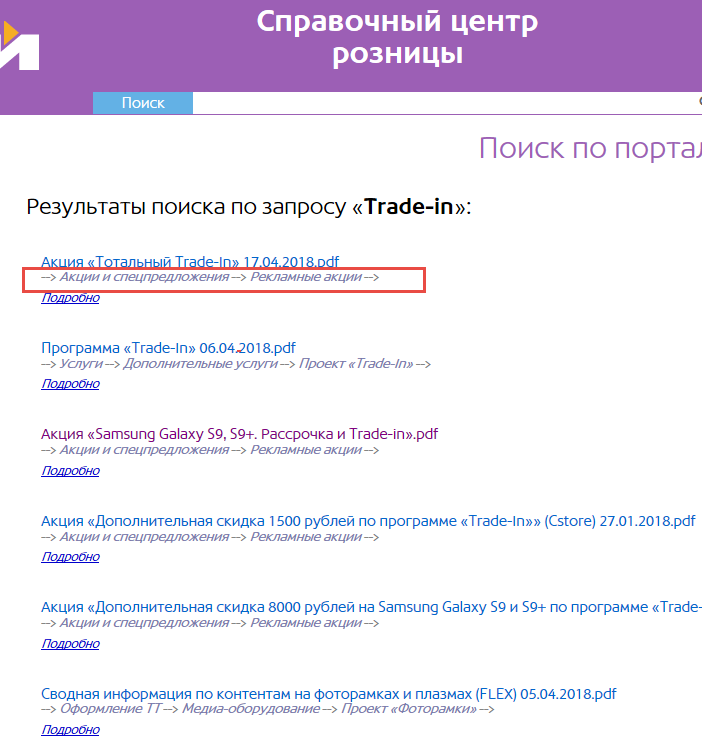 Справочный центр
розницы
Поиск
Поиск по портал
Результаты поиска по запросу «Trade-in»:
Акция «Тотальный Trade-In» 17.04.2018.pdf
--> Акции и спецпредложения --> Рекламные акции -->
Подробно
Программа «Trade-In» 06.04.2018.pdf
--> Услуги --> Дополнительные услуги --> Проект «Trade-In» -->
Подробно
Акция «Samsung Galaxy S9, S9+. Рассрочка и Trade-in».pdf
--> Акции и спецпредложения --> Рекламные акции -->
Подробно
Акция «Дополнительная скидка 1500 рублей по программе «Trade-In»» (Cstore) 27.01.2018.pdf
--> Акции и спецпредложения --> Рекламные акции -->
Подробно
Акция «Дополнительная скидка 8000 рублей на Samsung Galaxy S9 и S9+ по программе «Trade-
--> Акции и спецпредложения --> Рекламные акции -->
Подробно
Сводная информация по контентам на фоторамках и плазмах (FLEX) 05.04.2018.pdf
--> Оформление ТТ --> Медиа-оборудование --> Проект «Фоторамки» -->
Подробно